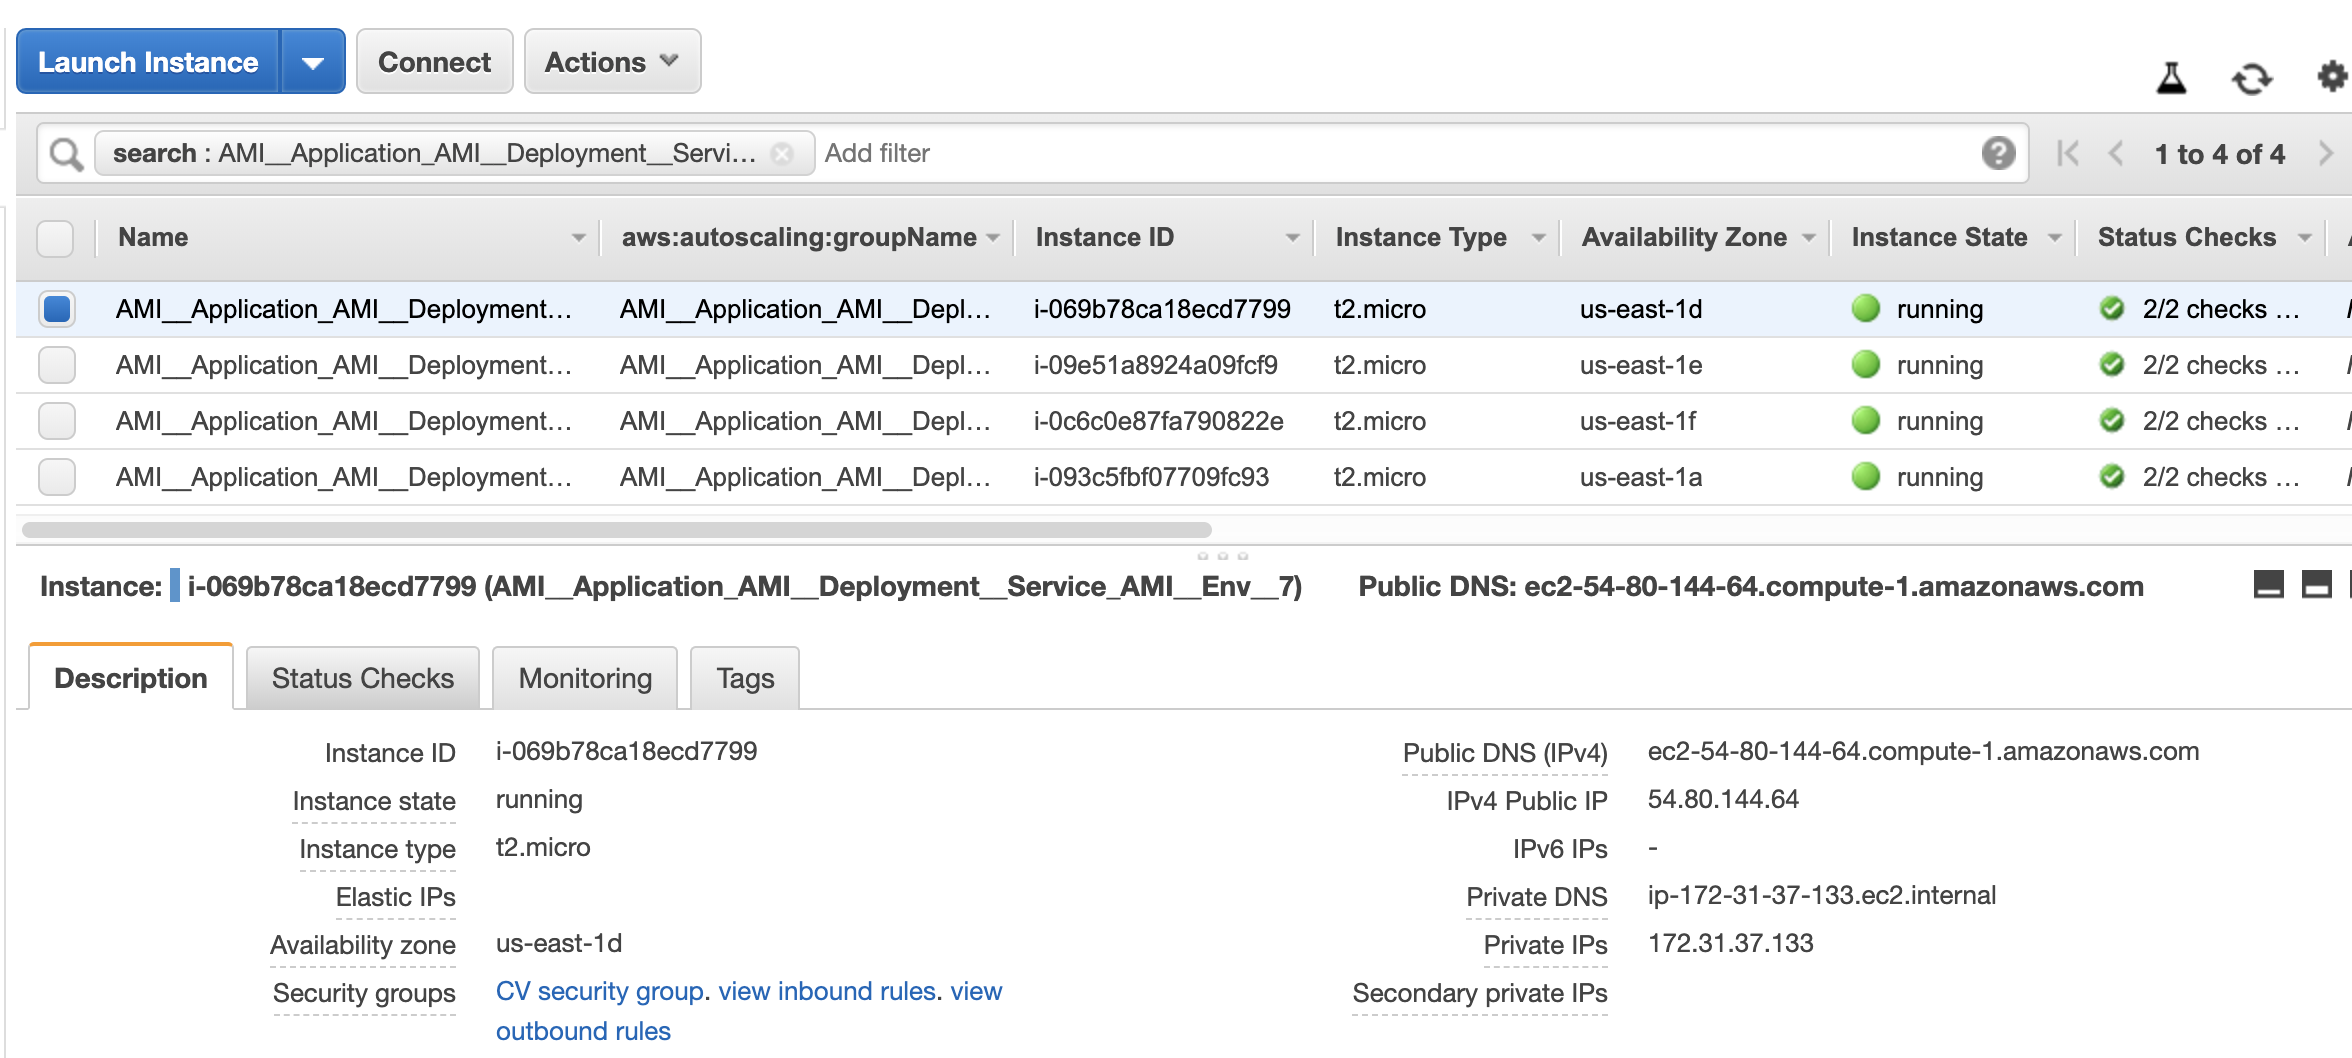 Launch Instance Connect Actions
search : AMI__Application_AMI__Deployment__Servi... Add filter 1 to 4 of 4
Name aws:autoscaling:groupName Instance ID Instance Type Availability Zone Instance State Status Checks
AMI__Application_AMI__Deployment... AMI__Application_AMI__Depl... i-069b78ca18ecd7799 t2.micro us-east-1d running 2/2 checks ...
AMI__Application_AMI__Deployment... AMI__Application_AMI__Depl... i-09e51a8924a09fcf9 t2.micro us-east-1e running 2/2 checks ...
AMI__Application_AMI__Deployment... AMI__Application_AMI__Depl... i-0c6c0e87fa790822e t2.micro us-east-1f running 2/2 checks ...
AMI__Application_AMI__Deployment... AMI__Application_AMI__Depl... i-093c5fbf07709fc93 t2.micro us-east-1a running 2/2 checks ...
Instance: i-069b78ca18ecd7799 (AMI__Application_AMI__Deployment__Service_AMI__Env__7) Public DNS: ec2-54-80-144-64.compute-1.amazonaws.com
Description Status Checks Monitoring Tags
Instance ID i-069b78ca18ecd7799 Public DNS (IPv4) ec2-54-80-144-64.compute-1.amazonaws.com
Instance state running IPv4 Public IP 54.80.144.64
Instance type t2.micro IPv6 IPs -
Elastic IPs Private DNS ip-172-31-37-133.ec2.internal
Availability zone us-east-1d Private IPs 172.31.37.133
Security groups CV security group. view inbound rules. view Secondary private IPs
outbound rules